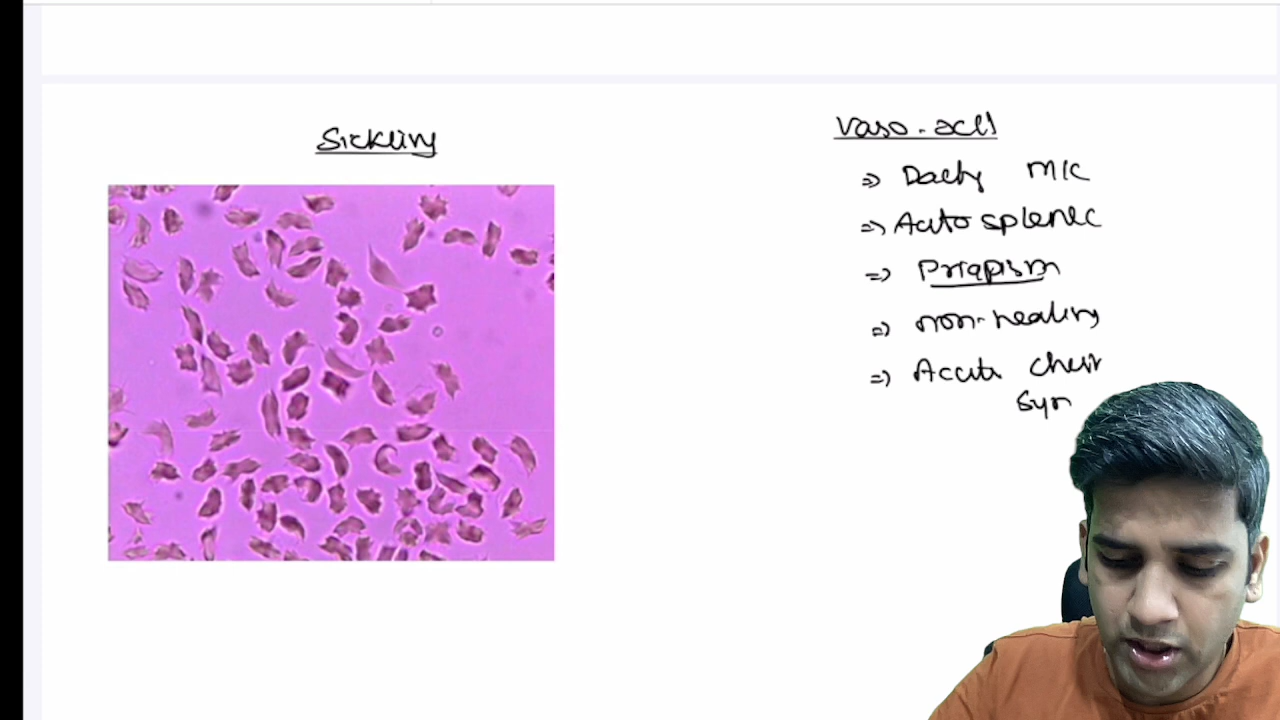 Sickling
Vaso-occl
⇒ Dacty MIC
⇒ Auto splenec
⇒ Priapism
⇒ non-healing
⇒ Acute chest
syn